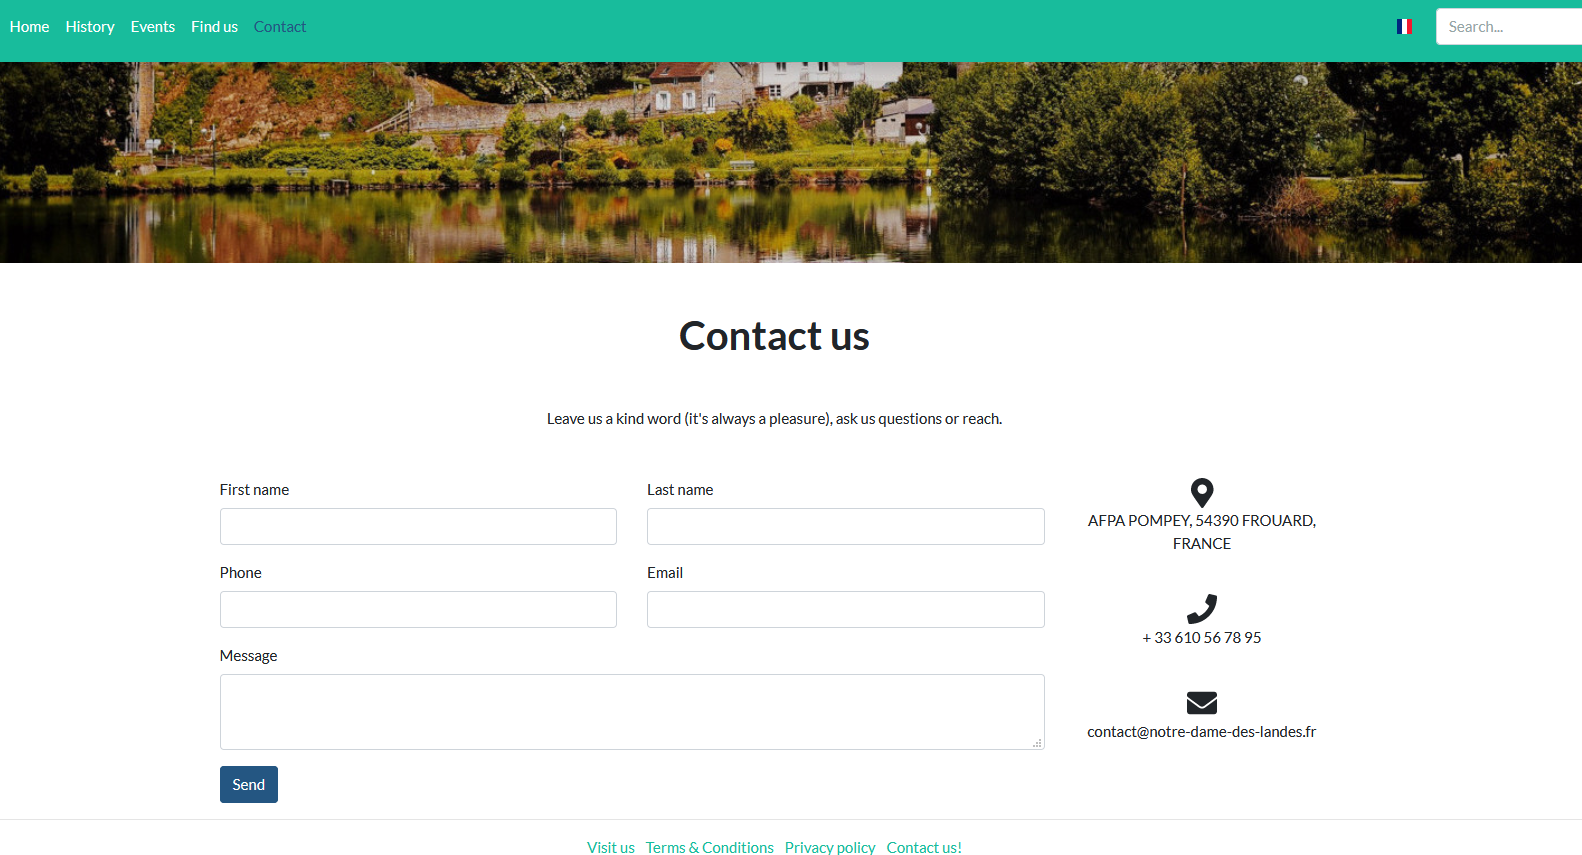 Home History Events Find us Contact Search...
Contact us
Leave us a kind word (it's always a pleasure), ask us questions or reach.
First name Last name
AFPA POMPEY, 54390 FROUARD,
FRANCE
Phone Email
+ 33 610 56 78 95
Message
contact@notre-dame-des-landes.fr
Send
Visit us Terms & Conditions Privacy policy Contact us!